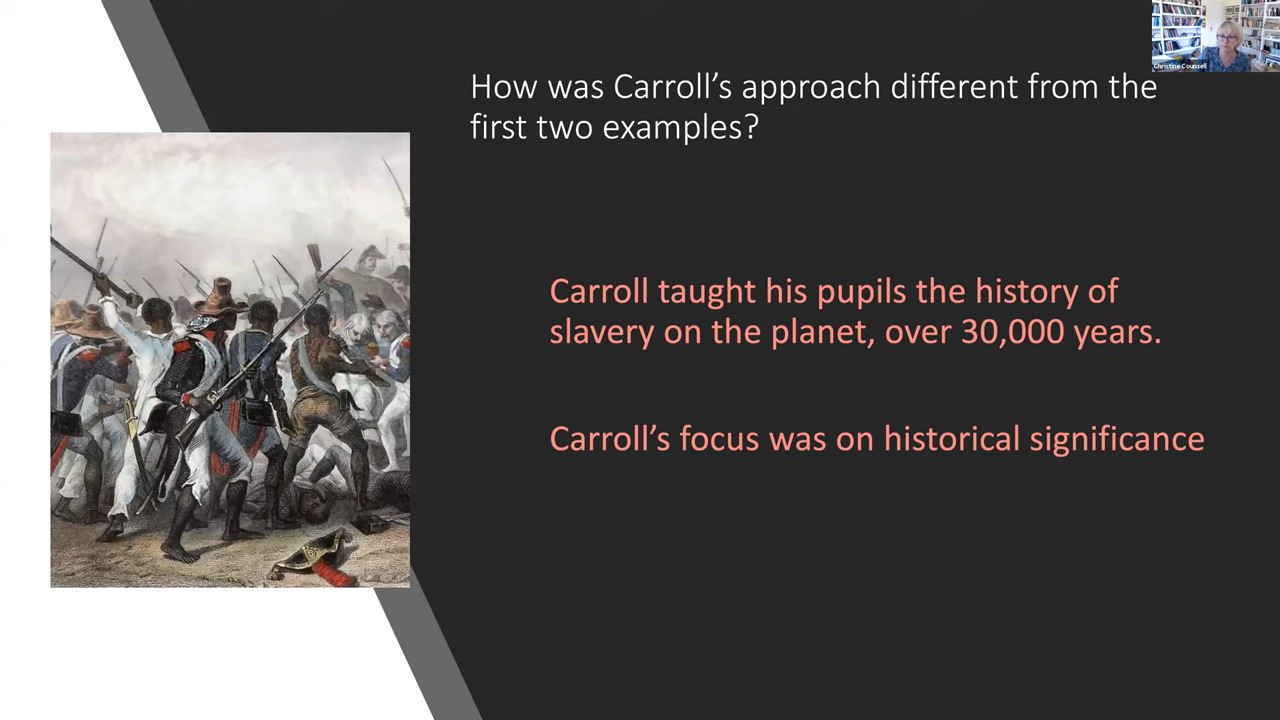 Christine Counsell
How was Carroll's approach different from the
first two examples?
Carroll taught his pupils the history of
slavery on the planet, over 30,000 years.
Carroll's focus was on historical significance